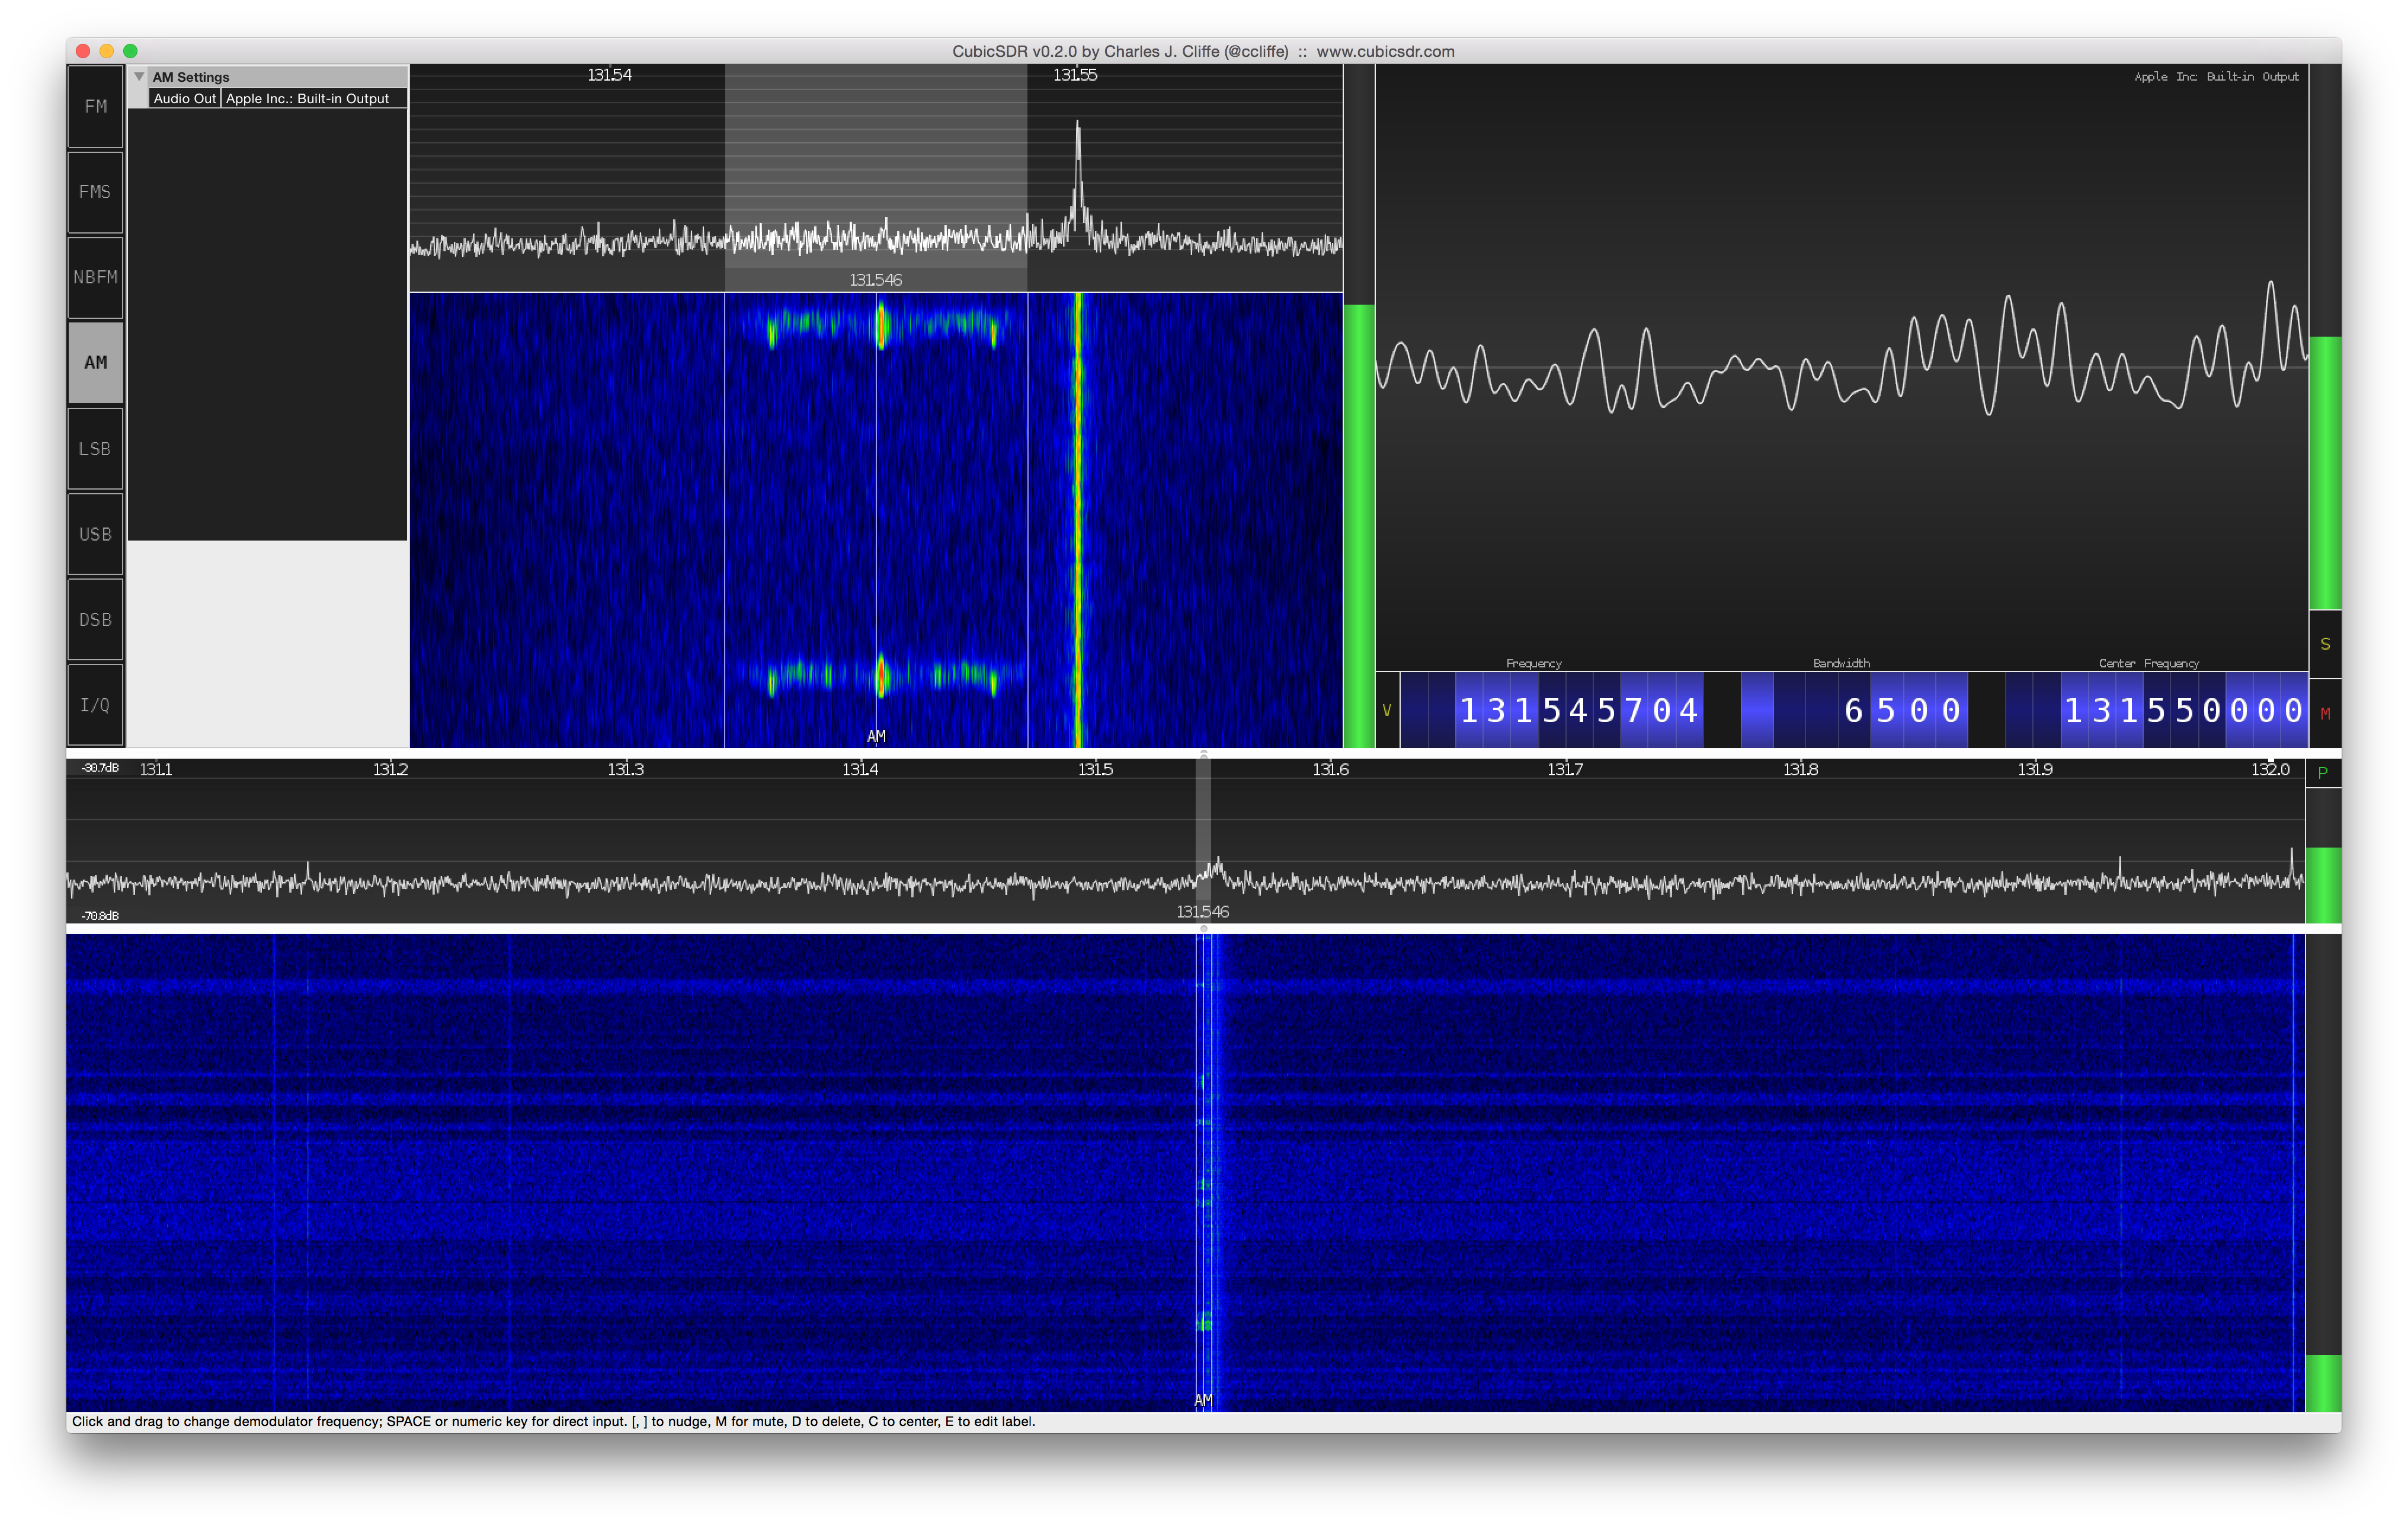 CubicSDR v0.2.0 by Charles J. Cliffe (@ccliffe) :: www.cubicsdr.com
FM
FMS
NBFM
AM
LSB
USB
DSB
I/Q
AM Settings
Audio Out Apple Inc.: Built-in Output
131.54 131.55
131.546
AM
Apple Inc: Built-in Output
Frequency Bandwidth Center Frequency
V 131545704 6500 131550000
S
M
-39.7dB 131.1 131.2 131.3 131.4 131.5 131.6 131.7 131.8 131.9 132.0
P
-70.8dB
131.546
AM
Click and drag to change demodulator frequency; SPACE or numeric key for direct input. [, ] to nudge, M for mute, D to delete, C to center, E to edit label.